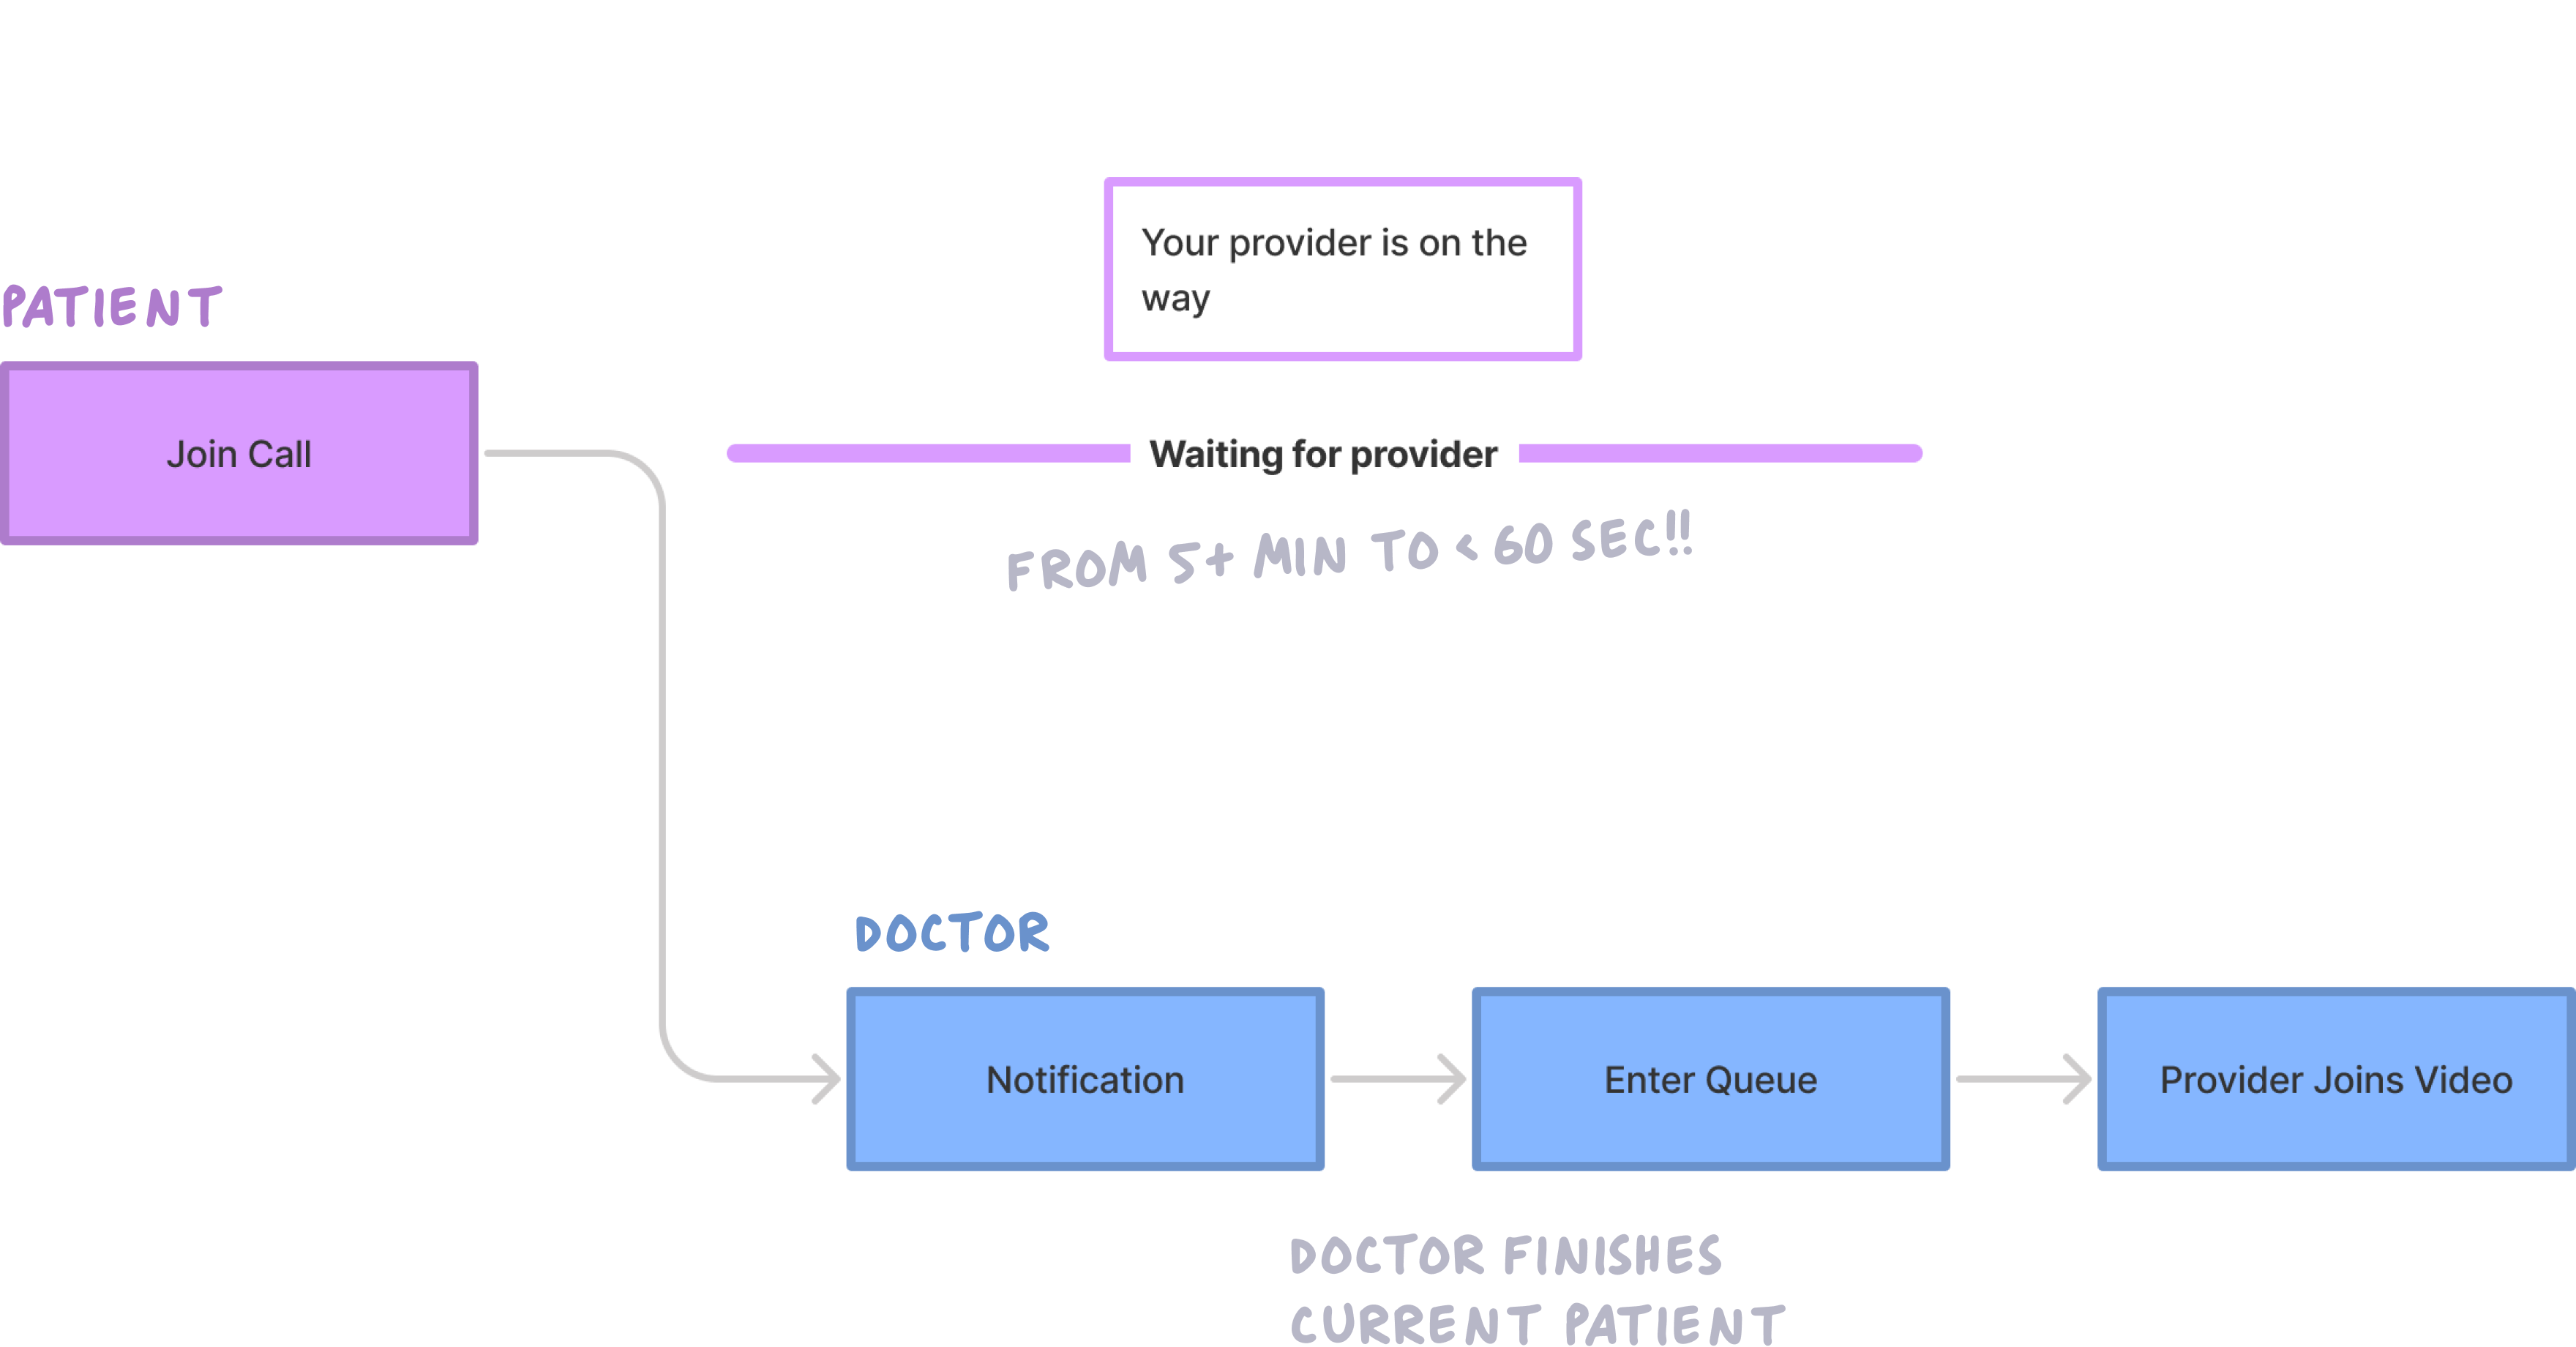 Your provider is on the
way
PATIENT
Join Call
Waiting for provider
FROM 5+ MIN TO < 60 SEC!!
DOCTOR
Notification
Enter Queue
Provider Joins Video
DOCTOR FINISHES
CURRENT PATIENT